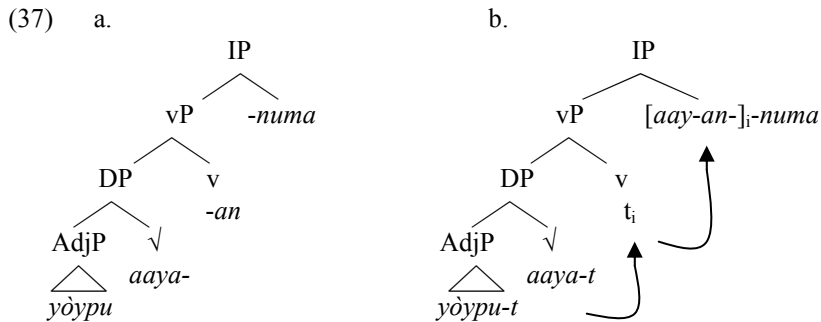 (37) a. b.
IP IP
vP -numa vP [aay-an-]i-numa
DP v DP v
-an ti
AdjP √ AdjP √
aaya- aaya-t
yòypu yòypu-t